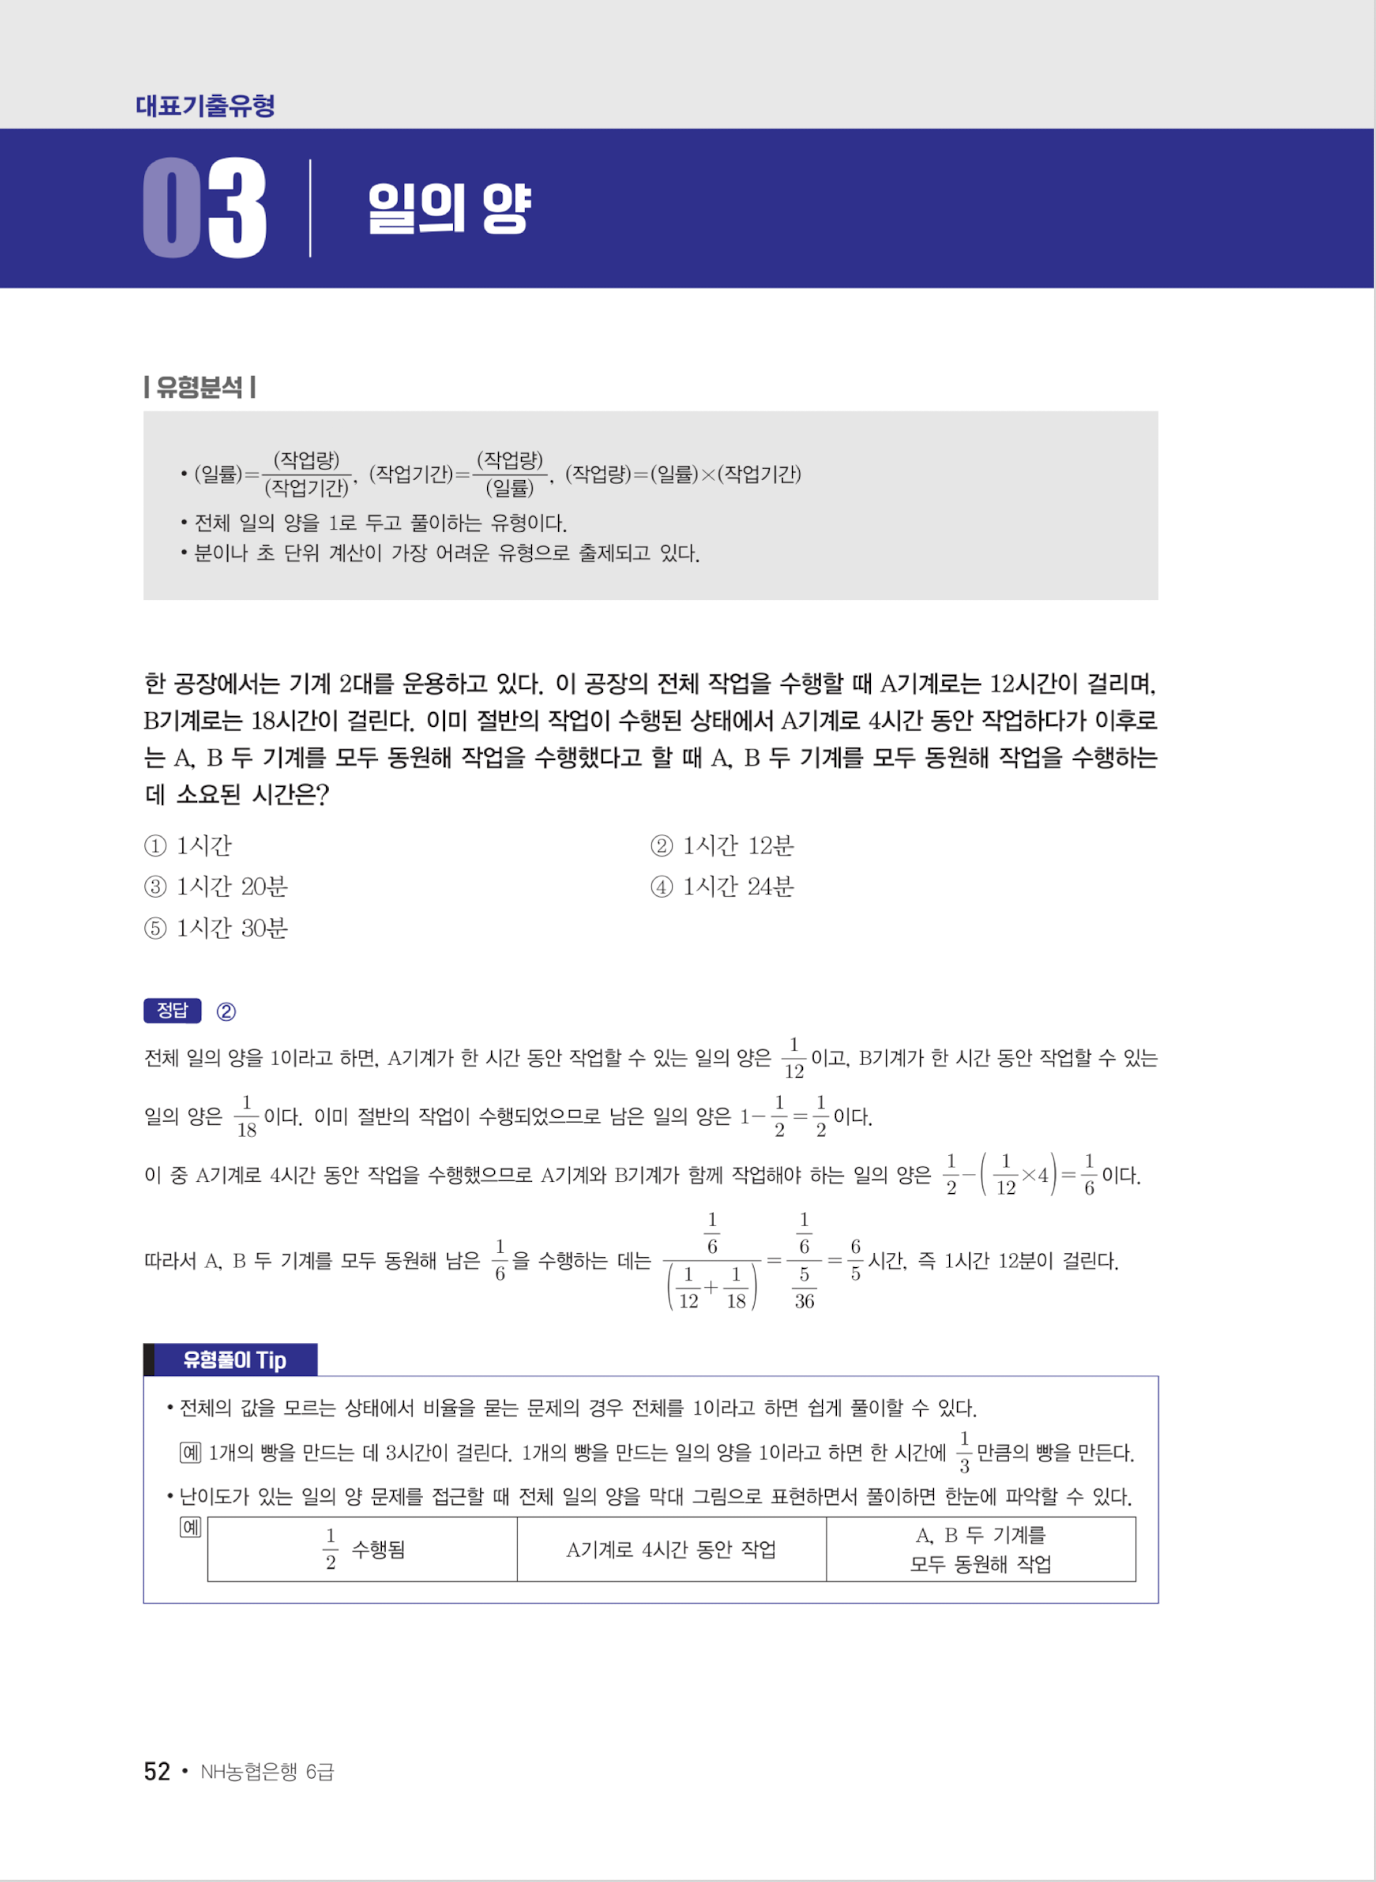 대표기출유형
03 일의 양
| 유형분석 |
• (일률)=(작업량)/(작업기간), (작업기간)=(작업량)/(일률), (작업량)=(일률)×(작업기간)
• 전체 일의 양을 1로 두고 풀이하는 유형이다.
• 분이나 초 단위 계산이 가장 어려운 유형으로 출제되고 있다.
한 공장에서는 기계 2대를 운용하고 있다. 이 공장의 전체 작업을 수행할 때 A기계로는 12시간이 걸리며,
B기계로는 18시간이 걸린다. 이미 절반의 작업이 수행된 상태에서 A기계로 4시간 동안 작업하다가 이후로
는 A, B 두 기계를 모두 동원해 작업을 수행했다고 할 때 A, B 두 기계를 모두 동원해 작업을 수행하는
데 소요된 시간은?
① 1시간 ② 1시간 12분
③ 1시간 20분 ④ 1시간 24분
⑤ 1시간 30분
정답 ②
전체 일의 양을 1이라고 하면, A기계가 한 시간 동안 작업할 수 있는 일의 양은 1/12이고, B기계가 한 시간 동안 작업할 수 있는
일의 양은 1/18이다. 이미 절반의 작업이 수행되었으므로 남은 일의 양은 1-1/2=1/2이다.
이 중 A기계로 4시간 동안 작업을 수행했으므로 A기계와 B기계가 함께 작업해야 하는 일의 양은 1/2-(1/12×4)=1/6이다.
따라서 A, B 두 기계를 모두 동원해 남은 1/6을 수행하는 데는 (1/6)/(1/12+1/18)=(1/6)/(5/36)=6/5시간, 즉 1시간 12분이 걸린다.
유형풀이 Tip
• 전체의 값을 모르는 상태에서 비율을 묻는 문제의 경우 전체를 1이라고 하면 쉽게 풀이할 수 있다.
예 1개의 빵을 만드는 데 3시간이 걸린다. 1개의 빵을 만드는 일의 양을 1이라고 하면 한 시간에 1/3만큼의 빵을 만든다.
• 난이도가 있는 일의 양 문제를 접근할 때 전체 일의 양을 막대 그림으로 표현하면서 풀이하면 한눈에 파악할 수 있다.
예 1/2 수행됨 A기계로 4시간 동안 작업 A, B 두 기계를
모두 동원해 작업
52 • NH농협은행 6급